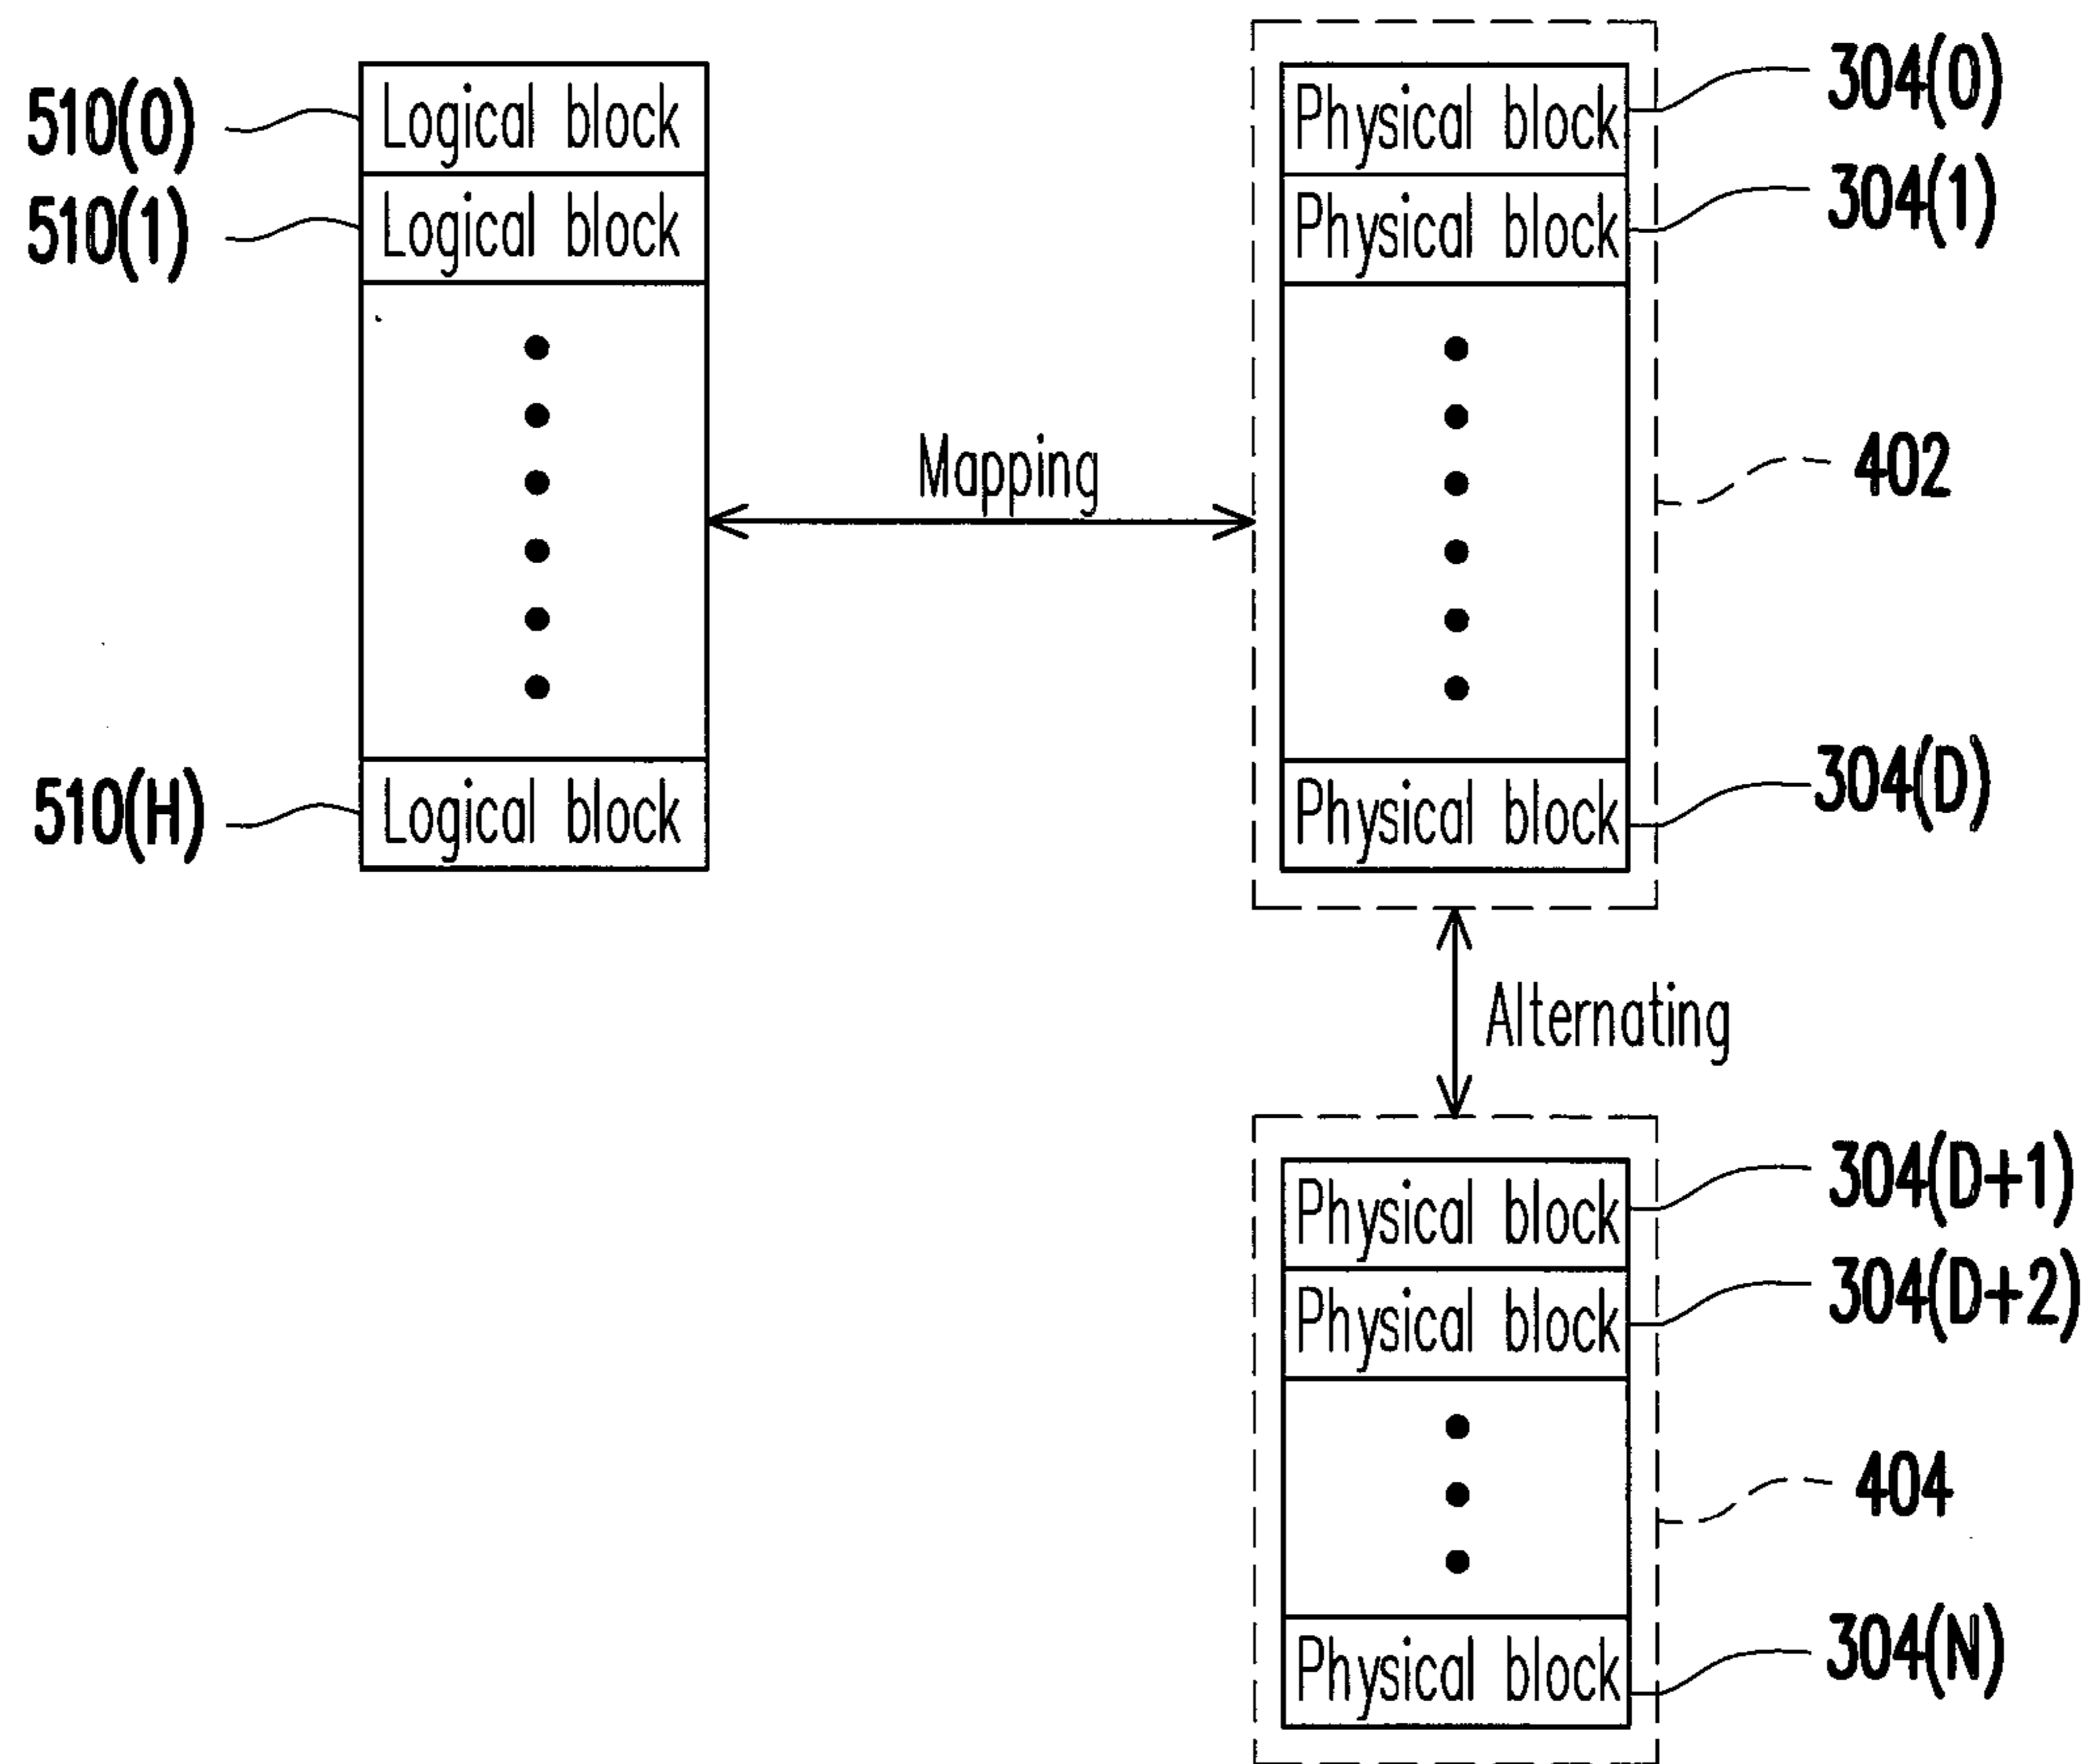 510(0)
Logical block
510(1)
Logical block
510(H)
Logical block
Mapping
Physical block
304(0)
Physical block
304(1)
402
Physical block
304(D)
Alternating
Physical block
304(D+1)
Physical block
304(D+2)
404
Physical block
304(N)